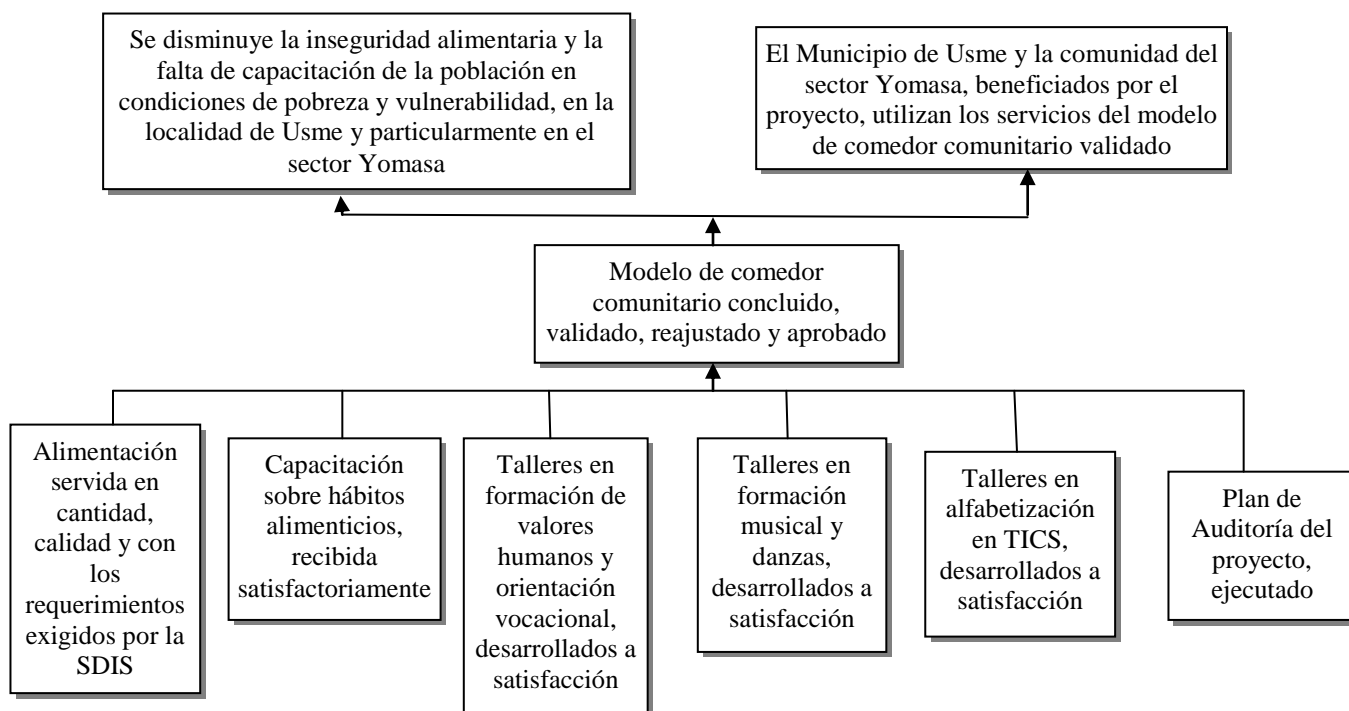 Se disminuye la inseguridad alimentaria y la
falta de capacitación de la población en
condiciones de pobreza y vulnerabilidad, en la
localidad de Usme y particularmente en el
sector Yomasa
El Municipio de Usme y la comunidad del
sector Yomasa, beneficiados por el
proyecto, utilizan los servicios del modelo
de comedor comunitario validado
Modelo de comedor
comunitario concluido,
validado, reajustado y aprobado
Alimentación
servida en
cantidad,
calidad y con
los
requerimientos
exigidos por la
SDIS
Capacitación
sobre hábitos
alimenticios,
recibida
satisfactoriamente
Talleres en
formación de
valores
humanos y
orientación
vocacional,
desarrollados a
satisfacción
Talleres en
formación
musical y
danzas,
desarrollados a
satisfacción
Talleres en
alfabetización
en TICS,
desarrollados a
satisfacción
Plan de
Auditoría del
proyecto,
ejecutado